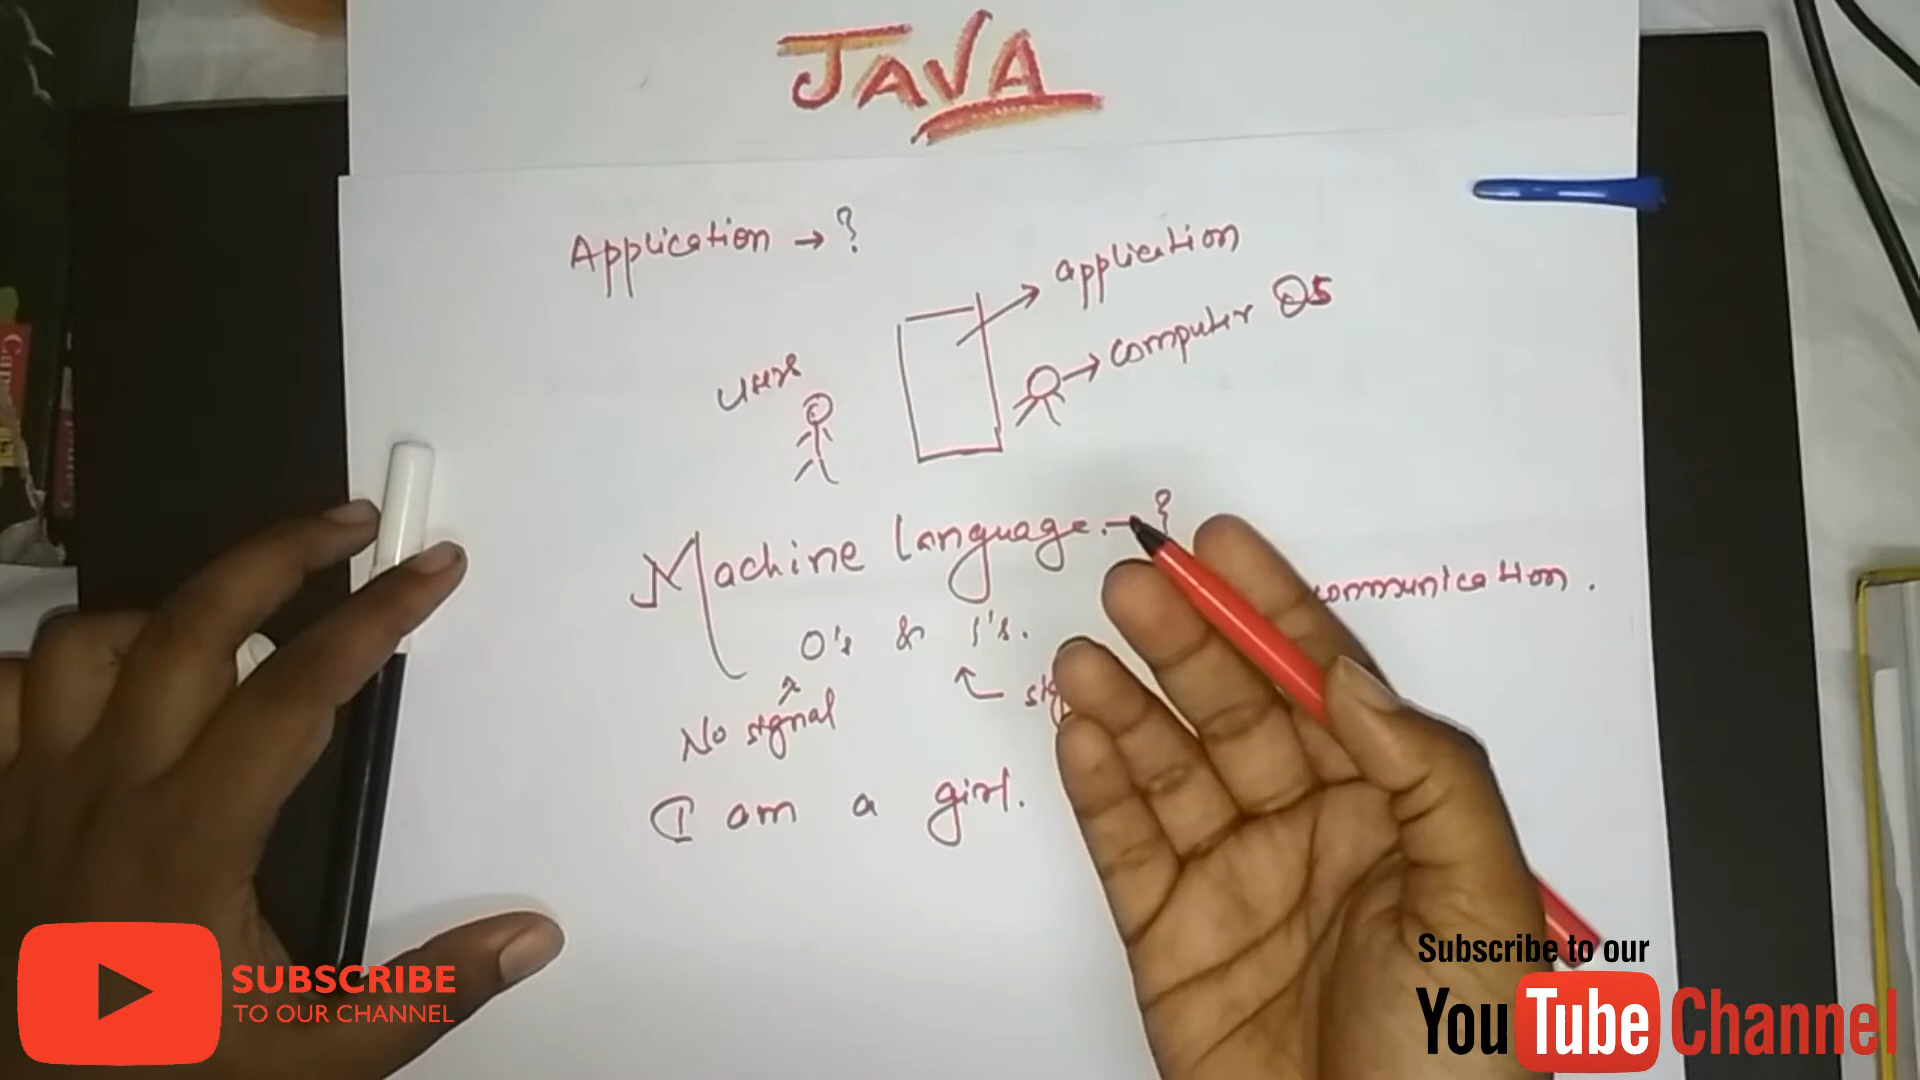 JAVA
Application → ?
application
computer OS
users
Machine language. → ?
communication.
0's & 1's.
No signal
I am a girl.
SUBSCRIBE
TO OUR CHANNEL
Subscribe to our
YouTube Channel